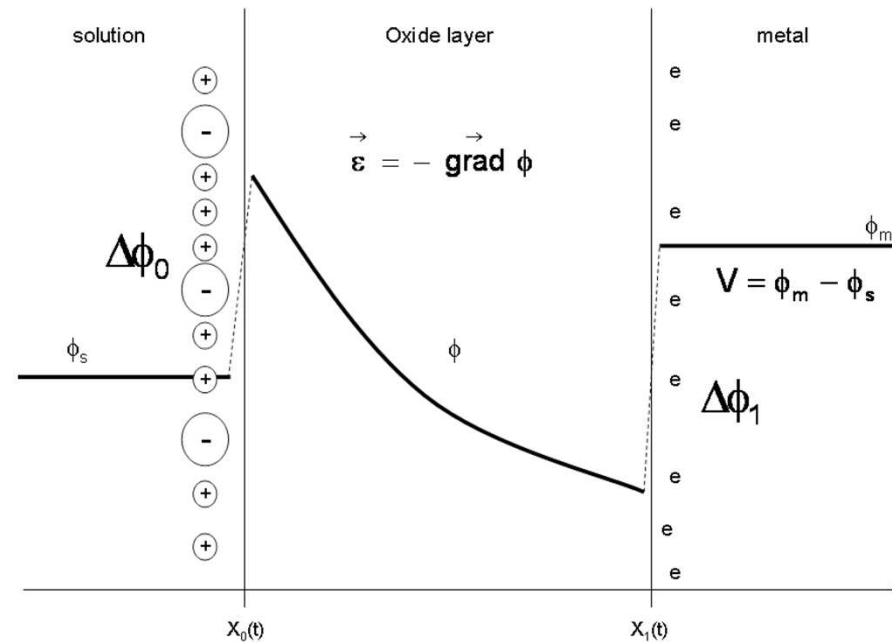 solution
Oxide layer
metal
+
e
-
e
ε⃗ = − grad⃗ ϕ
+
+
e
+
ϕm
Δϕ0
-
V = ϕm − ϕs
e
+
ϕs
ϕ
+
e
Δϕ1
-
e
+
e
+
e
X0(t)
X1(t)